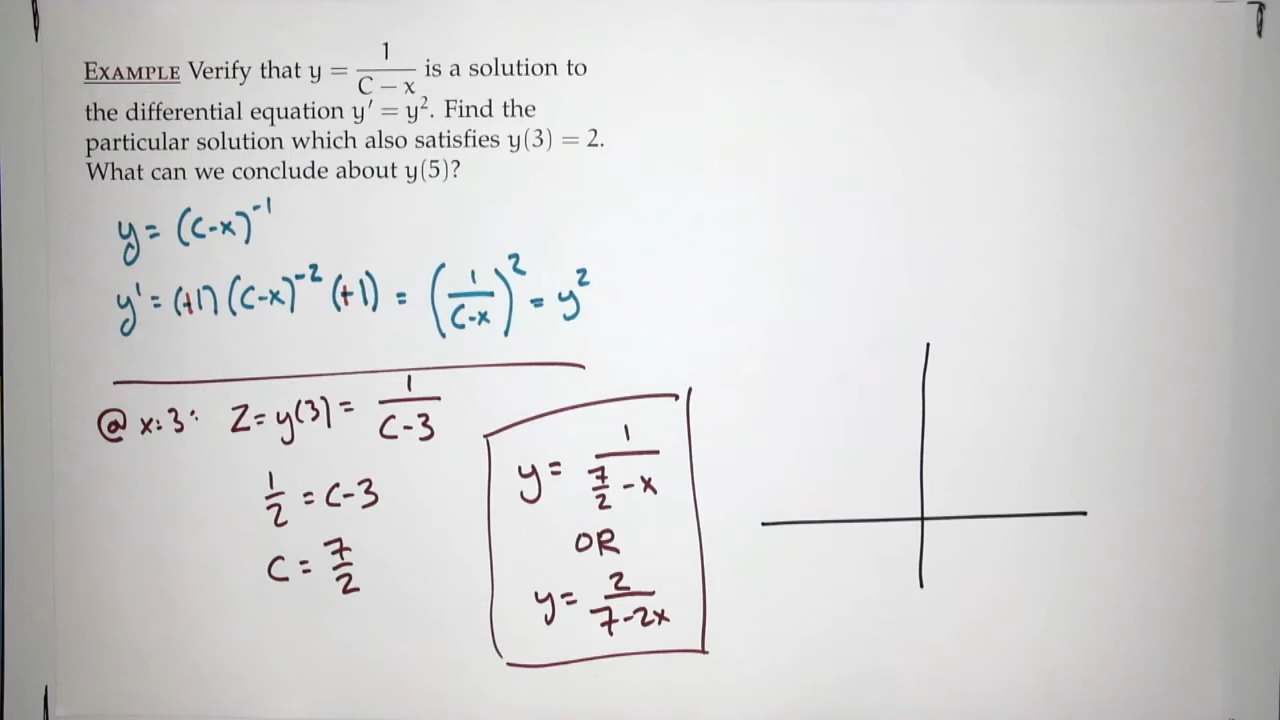 EXAMPLE Verify that y = 1/(C − x) is a solution to
the differential equation y′ = y². Find the
particular solution which also satisfies y(3) = 2.
What can we conclude about y(5)?
y = (C-x)⁻¹
y' = (+1)(C-x)⁻² (+1) = (1/(C-x))² = y²
@ x=3: 2 = y(3) = 1/(C-3)
1/2 = C-3
C = 7/2
y = 1/(7/2 - x)
OR
y = 2/(7-2x)